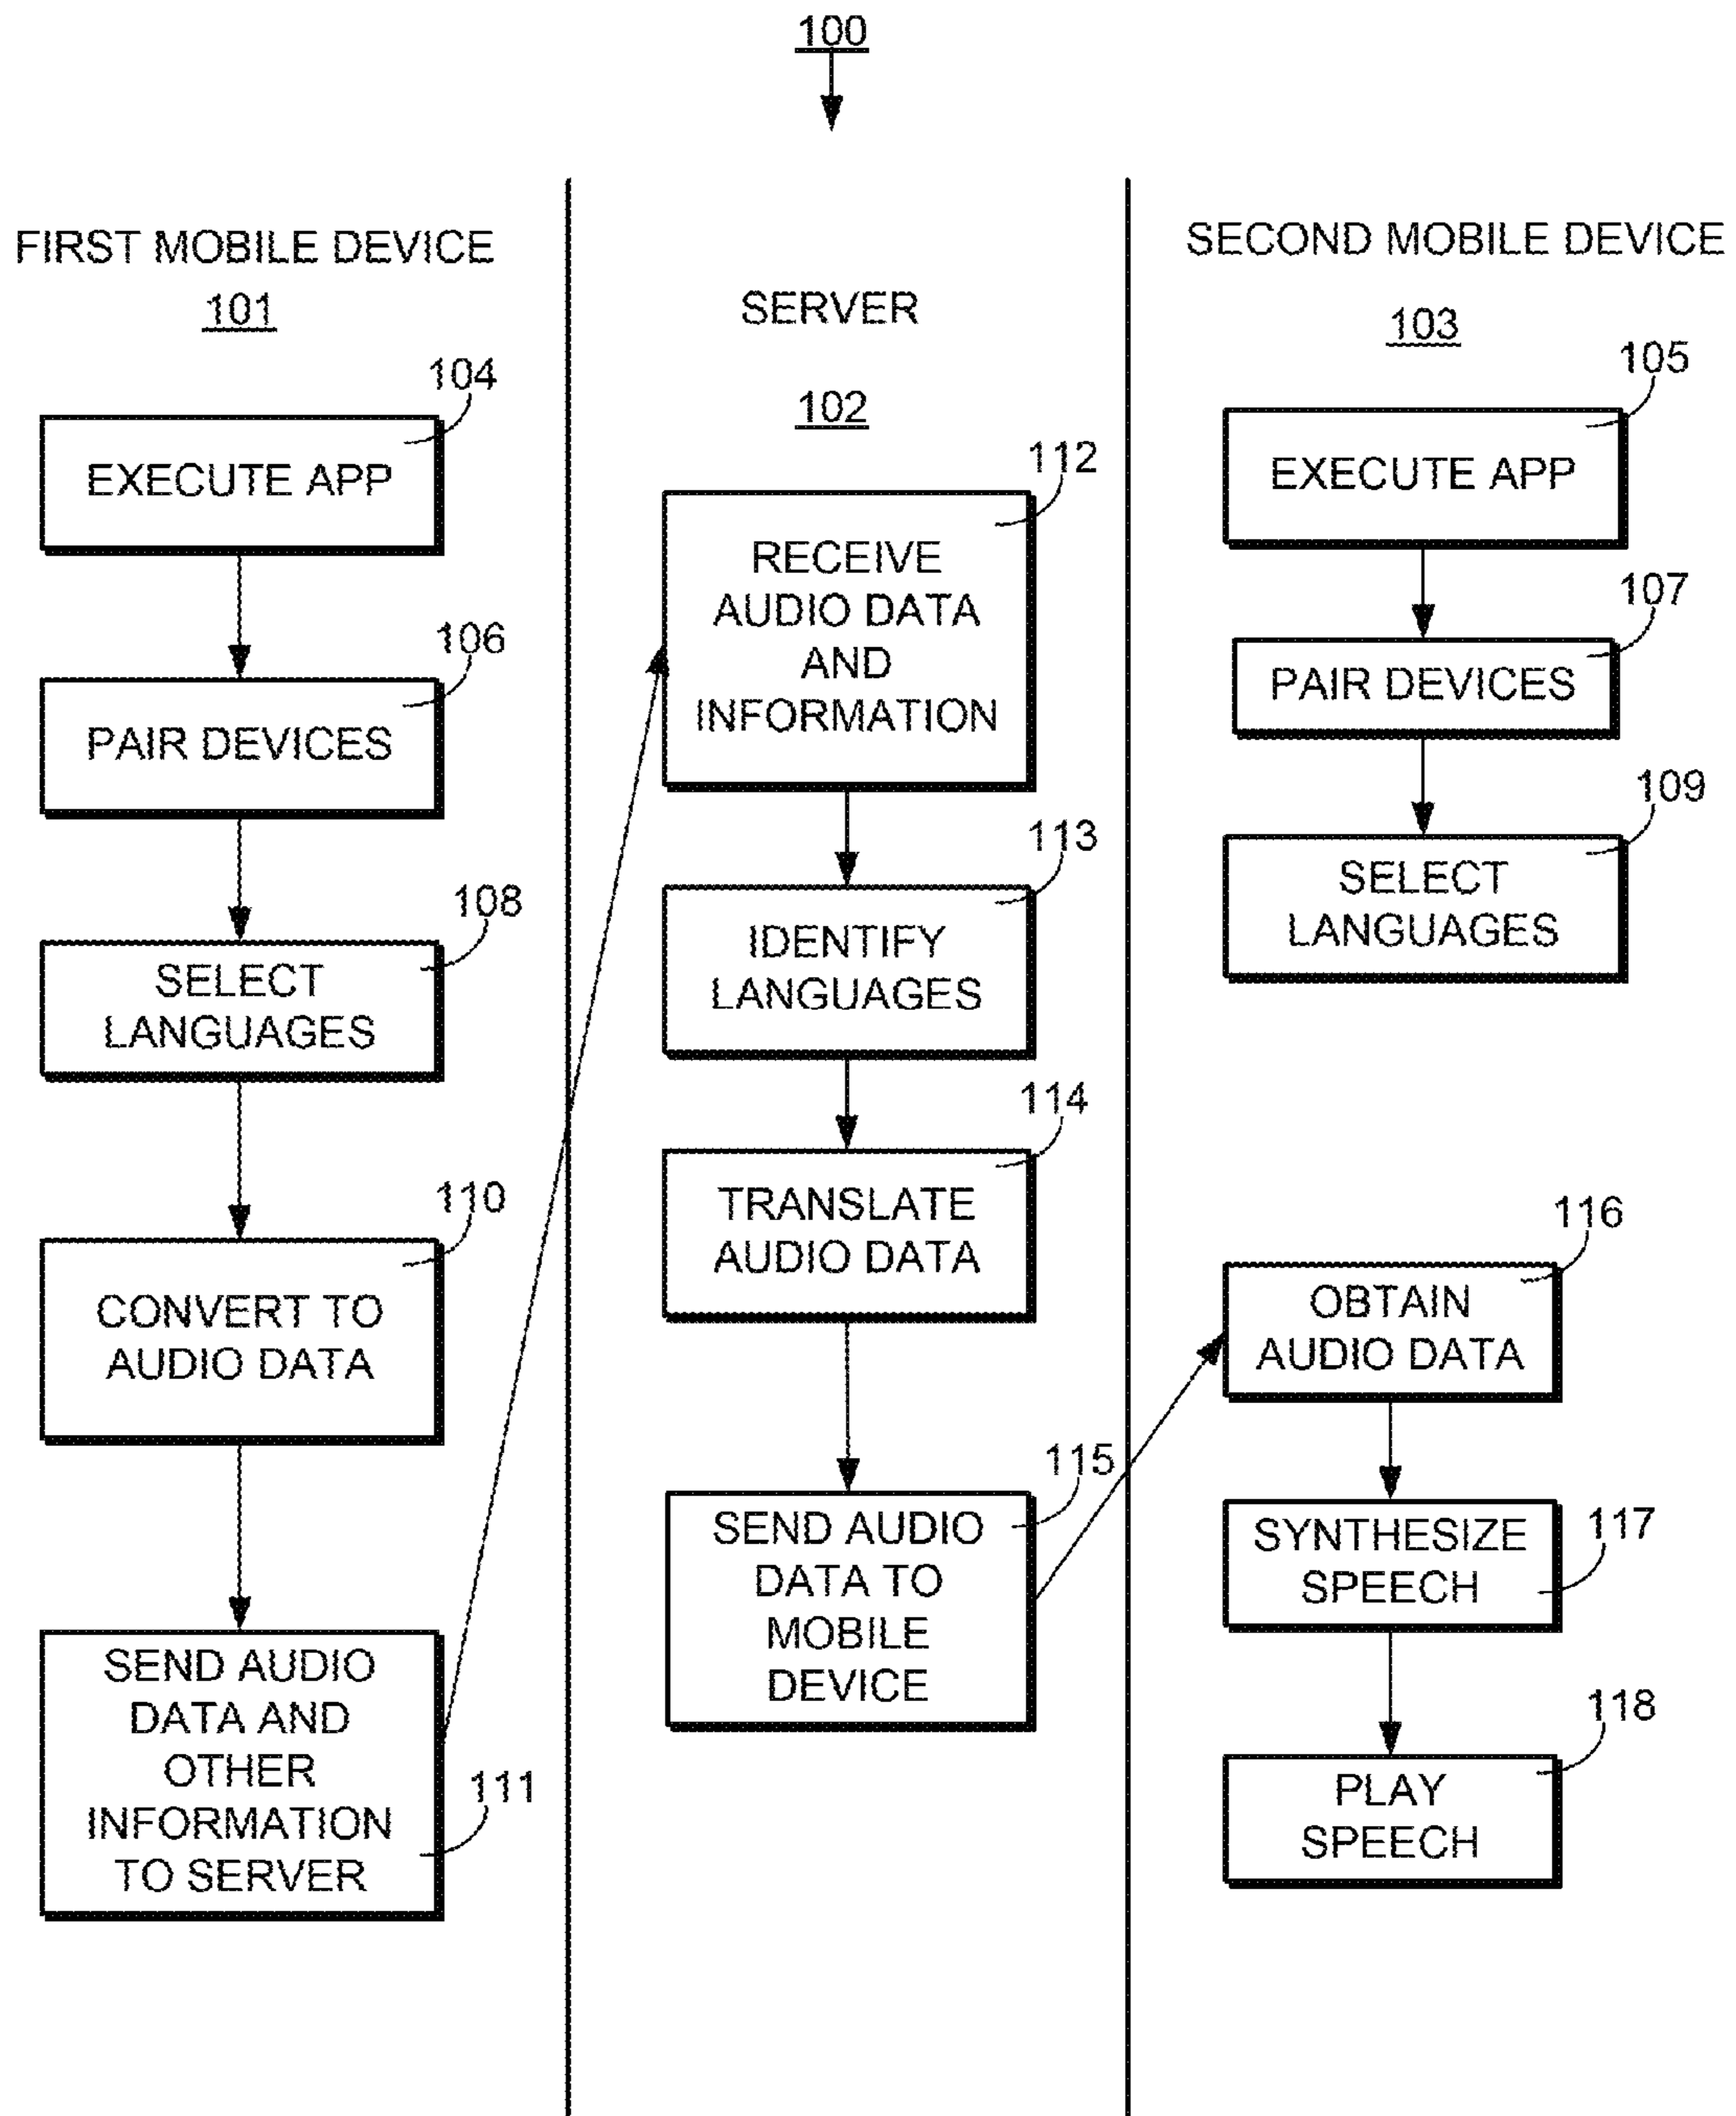 100
FIRST MOBILE DEVICE
101
104
EXECUTE APP
106
PAIR DEVICES
108
SELECT
LANGUAGES
110
CONVERT TO
AUDIO DATA
SEND AUDIO
DATA AND
OTHER
INFORMATION
TO SERVER
111
SERVER
102
112
RECEIVE
AUDIO DATA
AND
INFORMATION
113
IDENTIFY
LANGUAGES
114
TRANSLATE
AUDIO DATA
115
SEND AUDIO
DATA TO
MOBILE
DEVICE
SECOND MOBILE DEVICE
103
105
EXECUTE APP
107
PAIR DEVICES
109
SELECT
LANGUAGES
116
OBTAIN
AUDIO DATA
SYNTHESIZE
SPEECH
117
118
PLAY
SPEECH